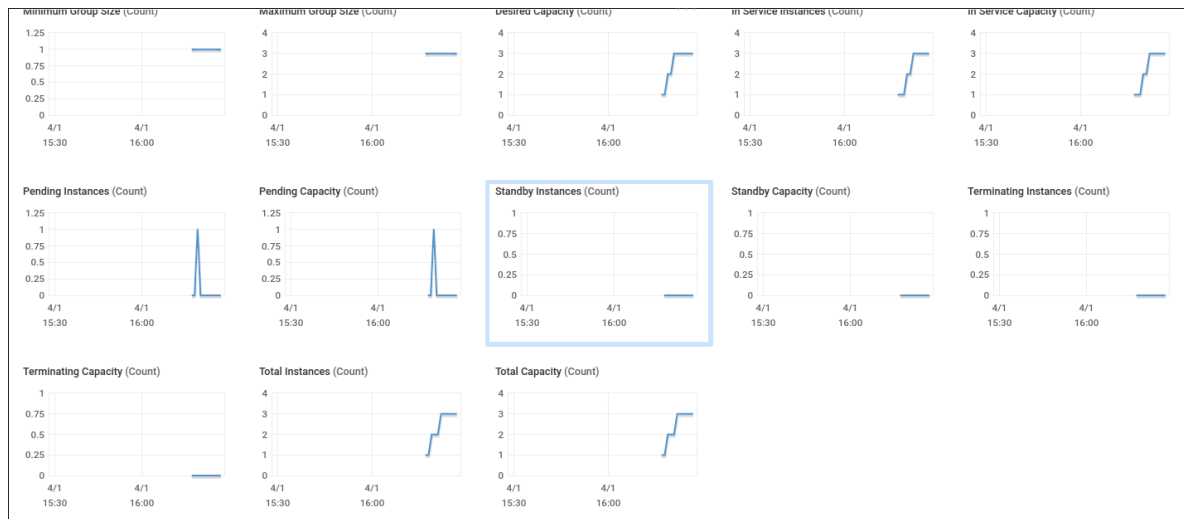 Minimum Group Size (Count) Maximum Group Size (Count) Desired Capacity (Count) In Service Instances (Count) In Service Capacity (Count)
1.25 4 4 4 4
1 3 3 3 3
0.75
0.5 2 2 2 2
0.25 1 1 1 1
0 0 0 0 0
4/1 4/1 4/1 4/1 4/1 4/1 4/1 4/1 4/1 4/1
15:30 16:00 15:30 16:00 15:30 16:00 15:30 16:00 15:30 16:00
Pending Instances (Count) Pending Capacity (Count) Standby Instances (Count) Standby Capacity (Count) Terminating Instances (Count)
1.25 1.25 1 1 1
1 1 0.75 0.75 0.75
0.75 0.75
0.5 0.5 0.5 0.5 0.5
0.25 0.25 0.25 0.25 0.25
0 0 0 0 0
4/1 4/1 4/1 4/1 4/1 4/1 4/1 4/1 4/1 4/1
15:30 16:00 15:30 16:00 15:30 16:00 15:30 16:00 15:30 16:00
Terminating Capacity (Count) Total Instances (Count) Total Capacity (Count)
1 4 4
0.75 3 3
0.5 2 2
0.25 1 1
0 0 0
4/1 4/1 4/1 4/1 4/1 4/1
15:30 16:00 15:30 16:00 15:30 16:00